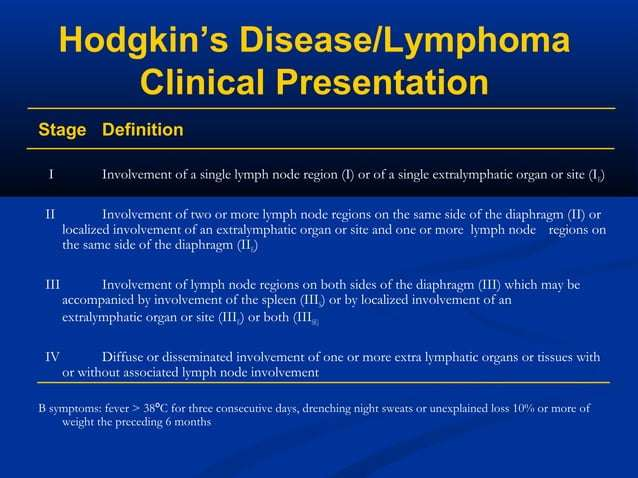 Hodgkin’s Disease/Lymphoma
Clinical Presentation
Stage Definition
I Involvement of a single lymph node region (I) or of a single extralymphatic organ or site (IE)
II Involvement of two or more lymph node regions on the same side of the diaphragm (II) or
localized involvement of an extralymphatic organ or site and one or more lymph node regions on
the same side of the diaphragm (IIE)
III Involvement of lymph node regions on both sides of the diaphragm (III) which may be
accompanied by involvement of the spleen (IIIS) or by localized involvement of an
extralymphatic organ or site (IIIE) or both (IIISE)
IV Diffuse or disseminated involvement of one or more extra lymphatic organs or tissues with
or without associated lymph node involvement
B symptoms: fever > 38°C for three consecutive days, drenching night sweats or unexplained loss 10% or more of
weight the preceding 6 months